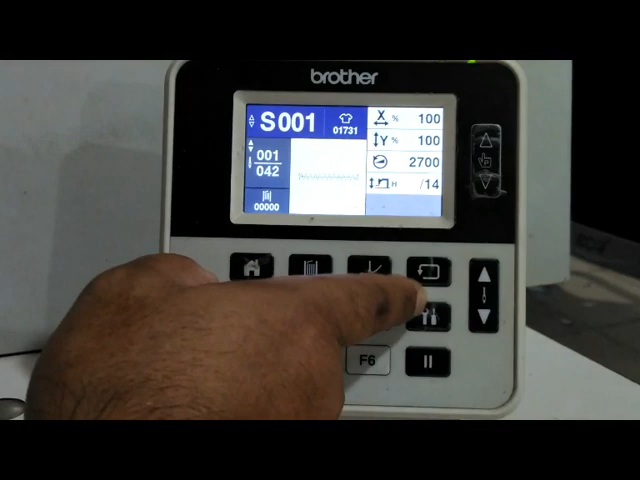 brother
S001
01731
X % 100
Y % 100
001
042
2700
H /14
00000
F6